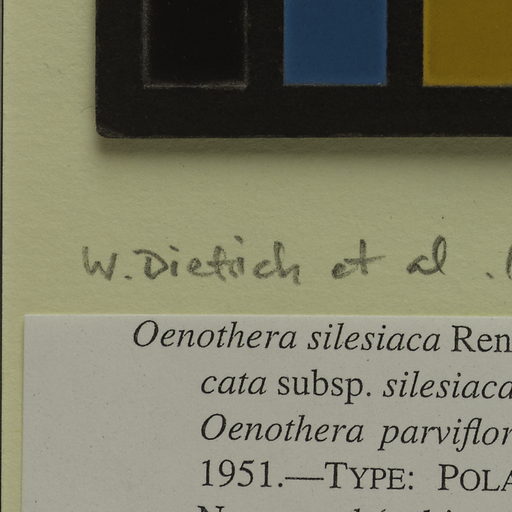 W. Dietrich et al.
Oenothera silesiaca Ren
cata subsp. silesiaca
Oenothera parviflor
1951.—TYPE: POLA